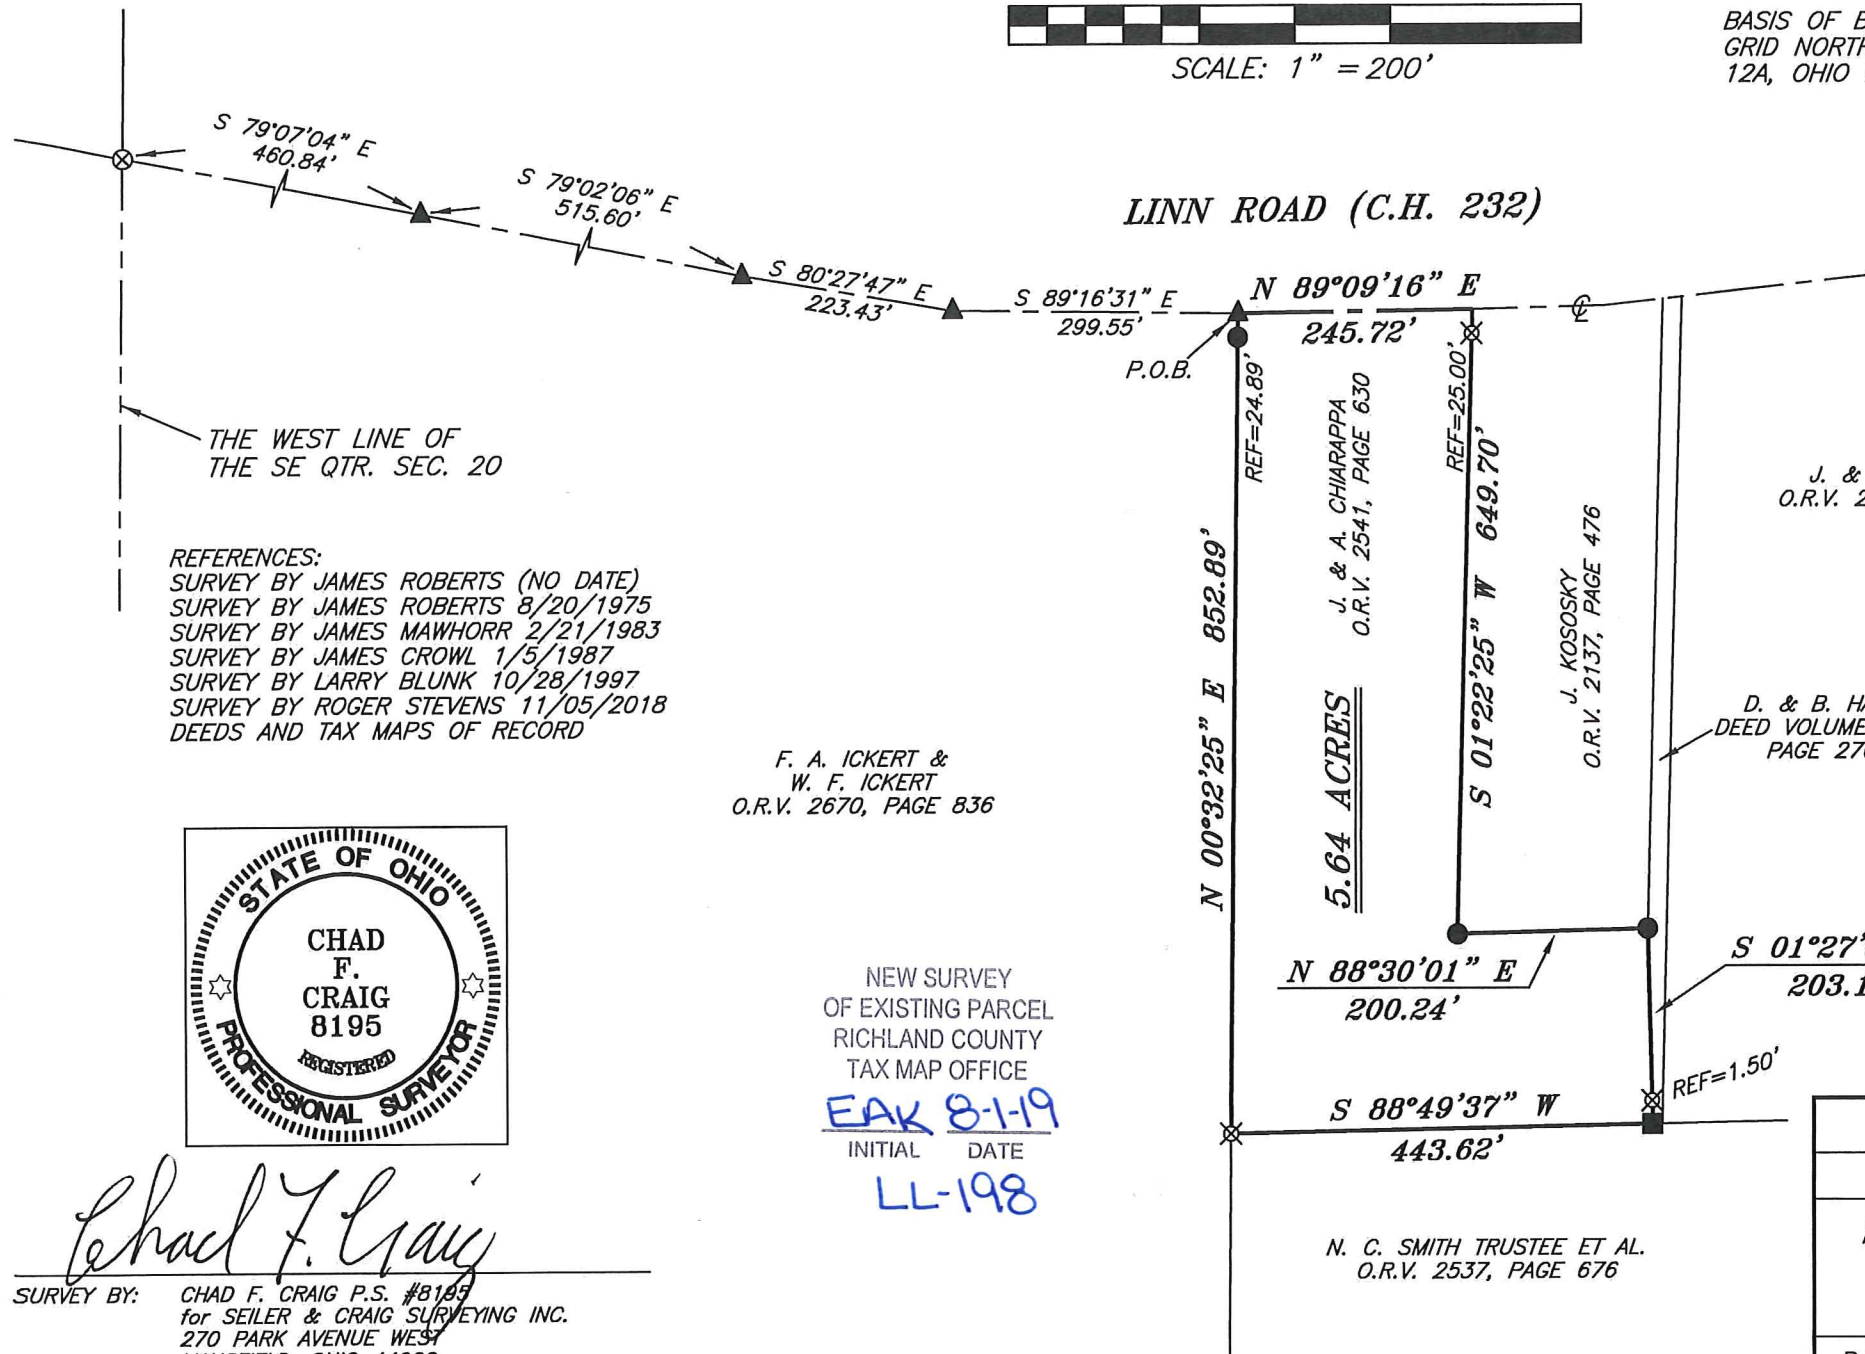 SCALE: 1" = 200'
BASIS OF
GRID NORTH
12A, OHIO
S 79°07'04" E
460.84'
S 79°02'06" E
515.60'
S 80°27'47" E
223.43'
S 89°16'31" E
299.55'
LINN ROAD (C.H. 232)
N 89°09'16" E
245.72'
℄
P.O.B.
REF=24.89'
REF=25.00'
THE WEST LINE OF
THE SE QTR. SEC. 20
REFERENCES:
SURVEY BY JAMES ROBERTS (NO DATE)
SURVEY BY JAMES ROBERTS 8/20/1975
SURVEY BY JAMES MAWHORR 2/21/1983
SURVEY BY JAMES CROWL 1/5/1987
SURVEY BY LARRY BLUNK 10/28/1997
SURVEY BY ROGER STEVENS 11/05/2018
DEEDS AND TAX MAPS OF RECORD
J. & A. CHIARAPPA
O.R.V. 2541, PAGE 630
N 00°32'25" E 852.89'
S 01°22'25" W 649.70'
5.64 ACRES
J. KOSOSKY
O.R.V. 2137, PAGE 476
J. &
O.R.V. 2
D. & B.
DEED VOLUME
PAGE 27
F. A. ICKERT &
W. F. ICKERT
O.R.V. 2670, PAGE 836
N 88°30'01" E
200.24'
S 01°27'
203.1
REF=1.50'
S 88°49'37" W
443.62'
N. C. SMITH TRUSTEE ET AL.
O.R.V. 2537, PAGE 676
STATE OF OHIO
CHAD
F.
CRAIG
8195
REGISTERED
PROFESSIONAL SURVEYOR
NEW SURVEY
OF EXISTING PARCEL
RICHLAND COUNTY
TAX MAP OFFICE
EAK 8-1-19
INITIAL DATE
LL-198
Chad F. Craig
SURVEY BY: CHAD F. CRAIG P.S. #8195
for SEILER & CRAIG SURVEYING INC.
270 PARK AVENUE WEST